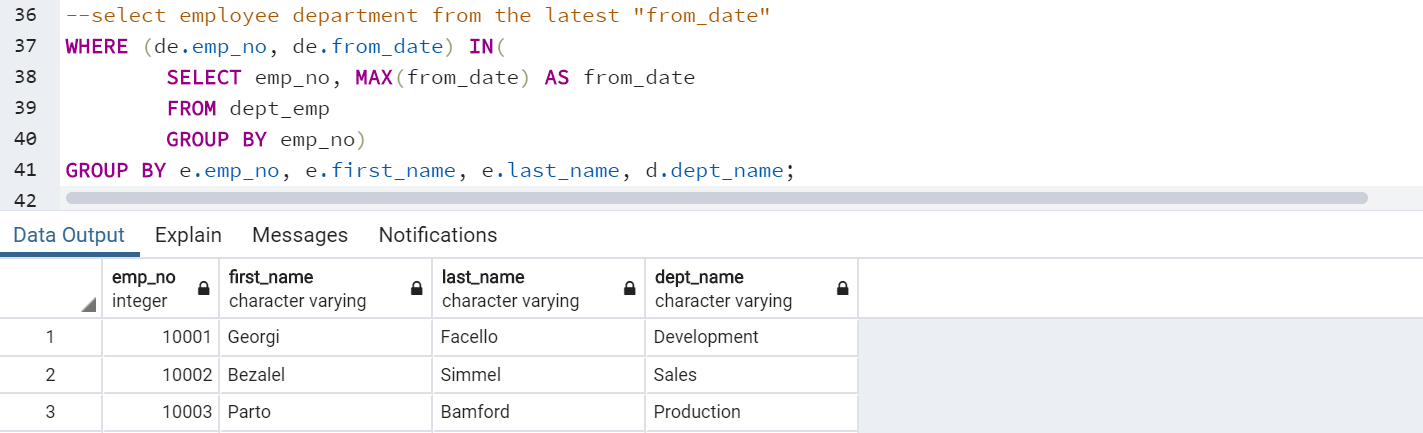 36 --select employee department from the latest "from_date"
37 WHERE (de.emp_no, de.from_date) IN(
38 SELECT emp_no, MAX(from_date) AS from_date
39 FROM dept_emp
40 GROUP BY emp_no)
41 GROUP BY e.emp_no, e.first_name, e.last_name, d.dept_name;
42
Data Output Explain Messages Notifications
emp_no first_name last_name dept_name
integer character varying character varying character varying
1 10001 Georgi Facello Development
2 10002 Bezalel Simmel Sales
3 10003 Parto Bamford Production